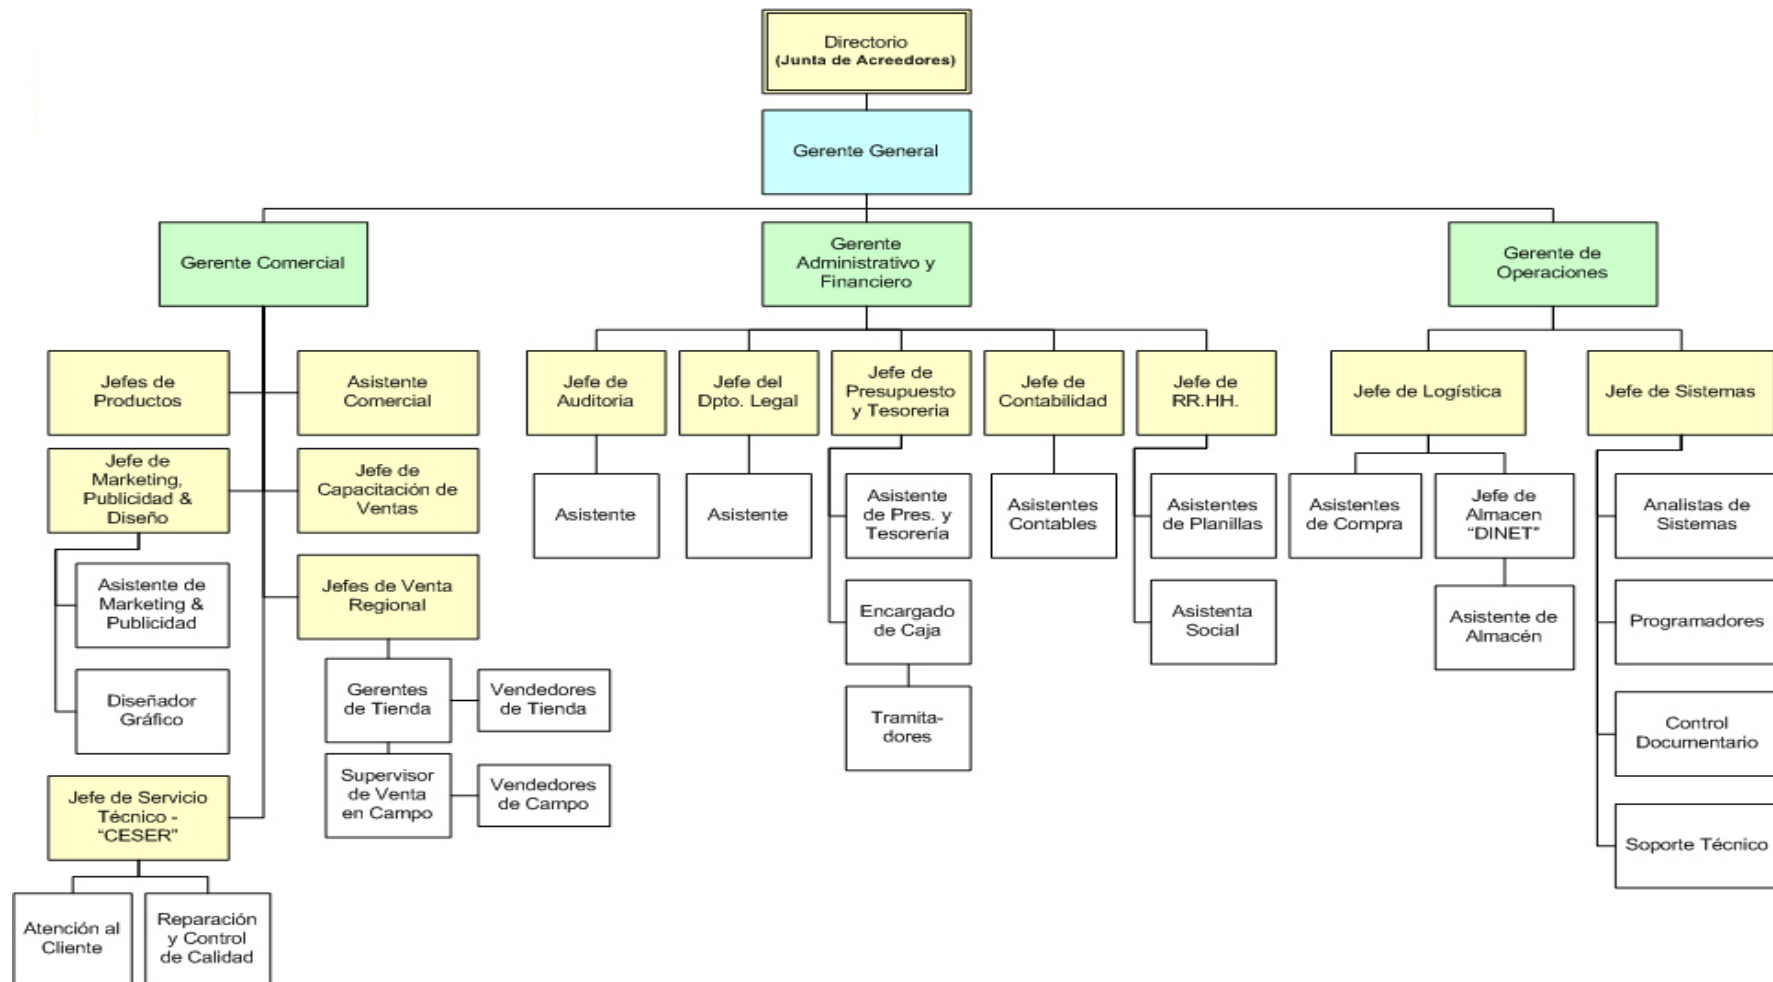 Directorio
(Junta de Acreedores)
Gerente General
Gerente Comercial
Gerente
Administrativo y
Financiero
Gerente de
Operaciones
Jefes de
Productos
Asistente
Comercial
Jefe de
Marketing,
Publicidad &
Diseño
Jefe de
Capacitación de
Ventas
Asistente de
Marketing &
Publicidad
Diseñador
Gráfico
Jefes de Venta
Regional
Gerentes
de Tienda
Vendedores
de Tienda
Supervisor
de Venta
en Campo
Vendedores
de Campo
Jefe de Servicio
Técnico -
“CESER”
Atención al
Cliente
Reparación
y Control
de Calidad
Jefe de
Auditoria
Asistente
Jefe del
Dpto. Legal
Asistente
Jefe de
Presupuesto
y Tesoreria
Asistente
de Pres. y
Tesorería
Encargado
de Caja
Tramita-
dores
Jefe de
Contabilidad
Asistentes
Contables
Jefe de
RR.HH.
Asistentes
de Planillas
Asistenta
Social
Jefe de Logística
Asistentes
de Compra
Jefe de
Almacen
“DINET”
Asistente de
Almacén
Jefe de Sistemas
Analistas de
Sistemas
Programadores
Control
Documentario
Soporte Técnico